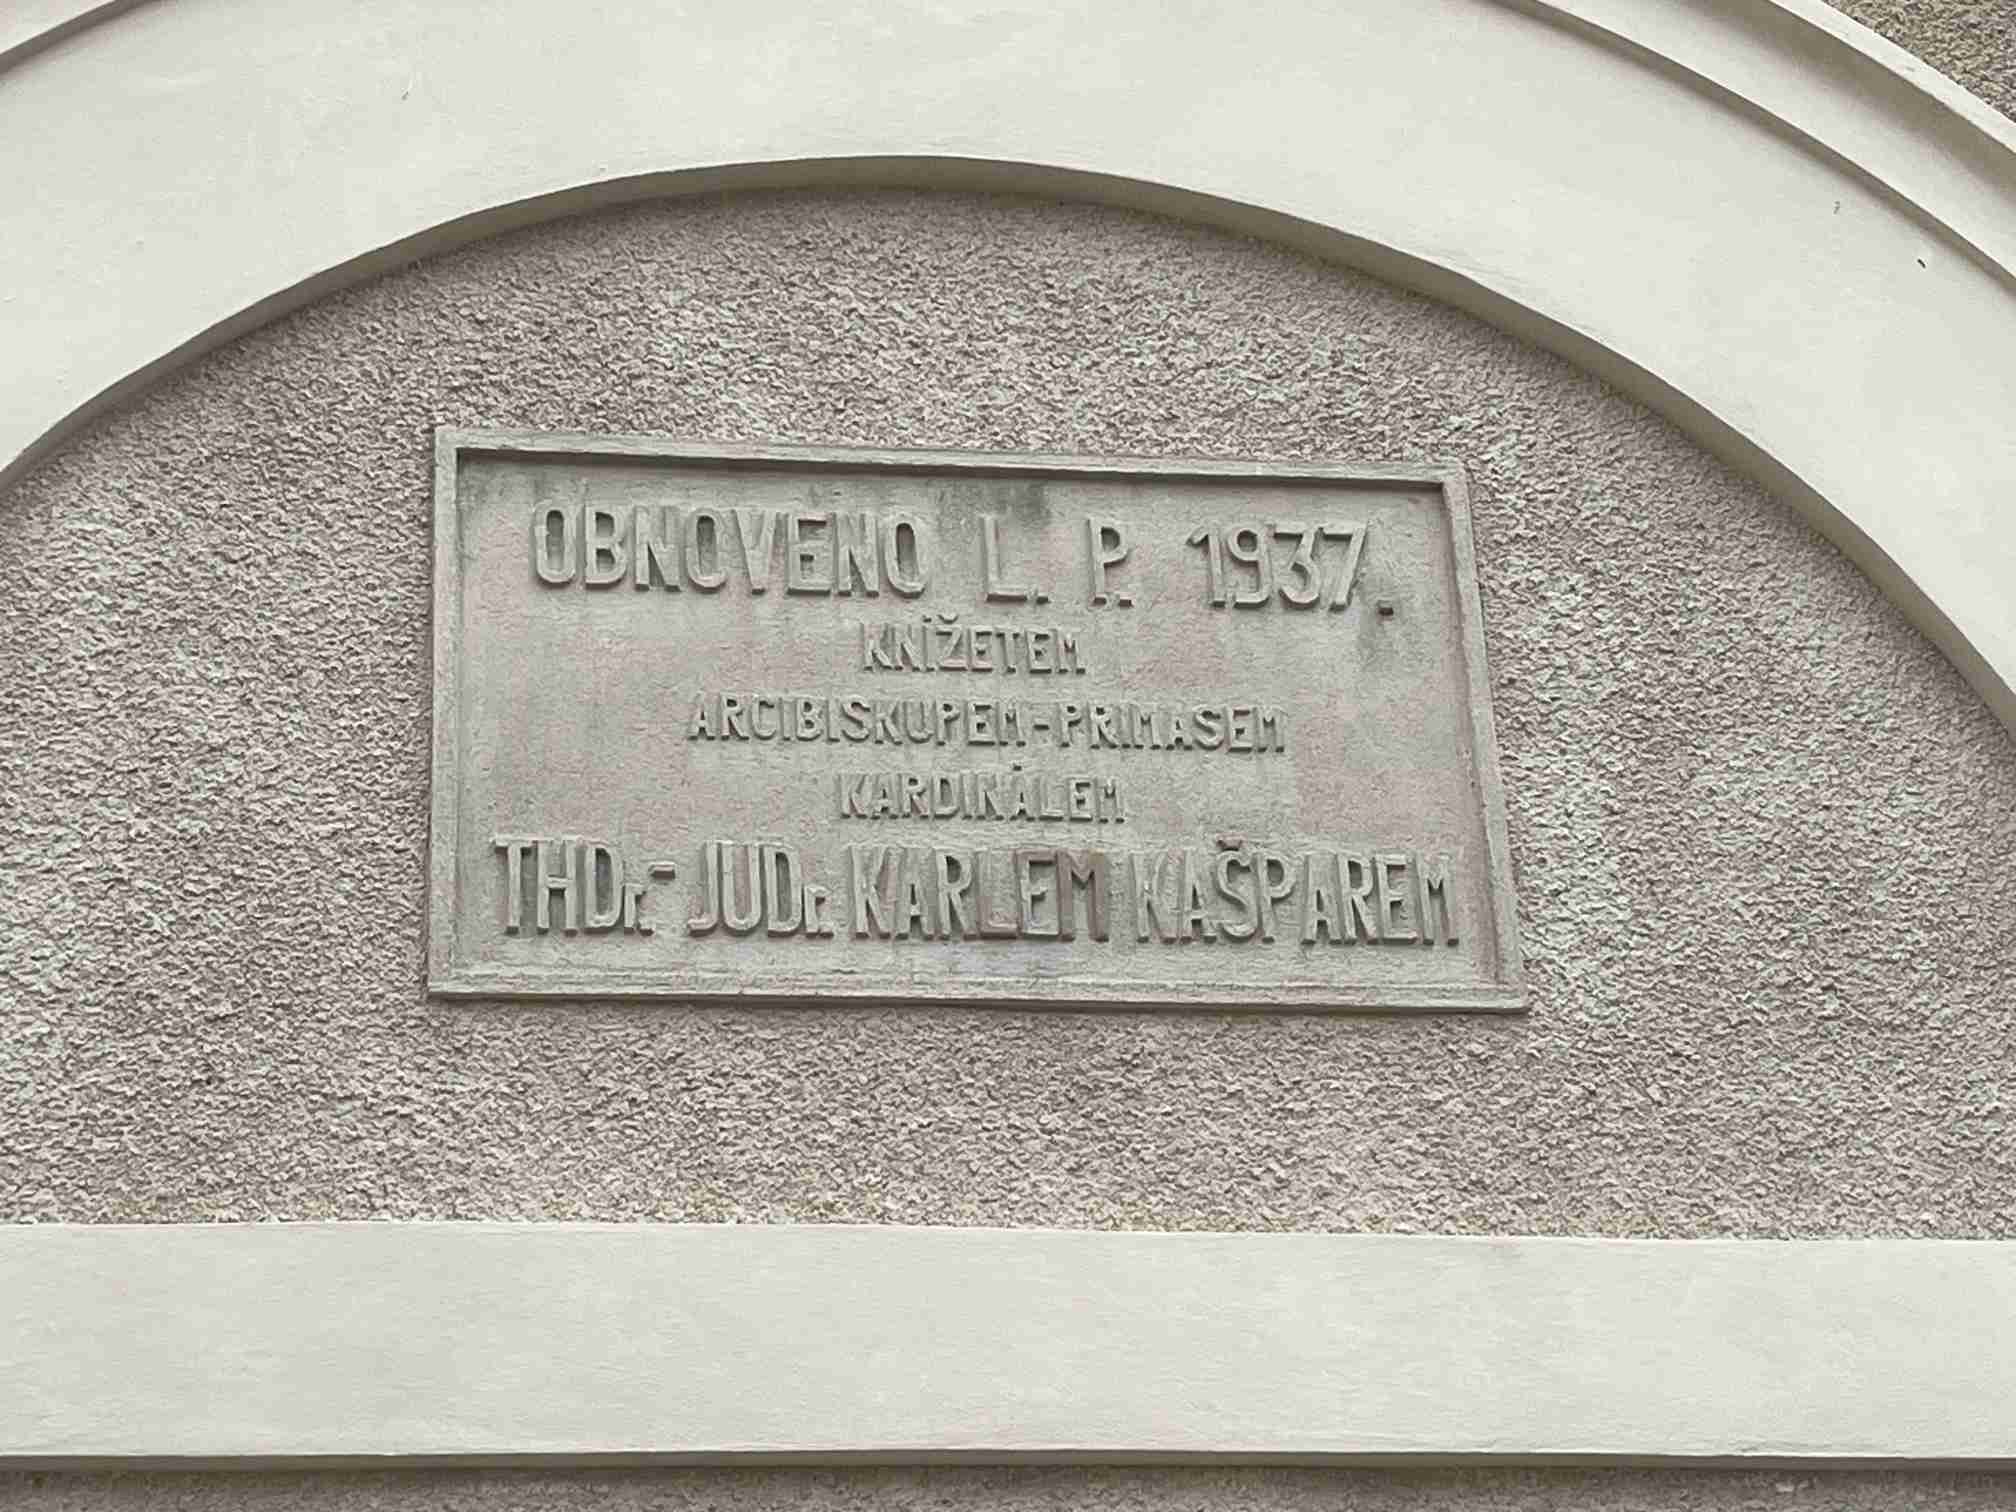 OBNOVENO L. P. 1937.
KNÍŽETEM
ARCIBISKUPEM-PRIMASEM
KARDINÁLEM
THDr.-JUDr. KARLEM KAŠPAREM